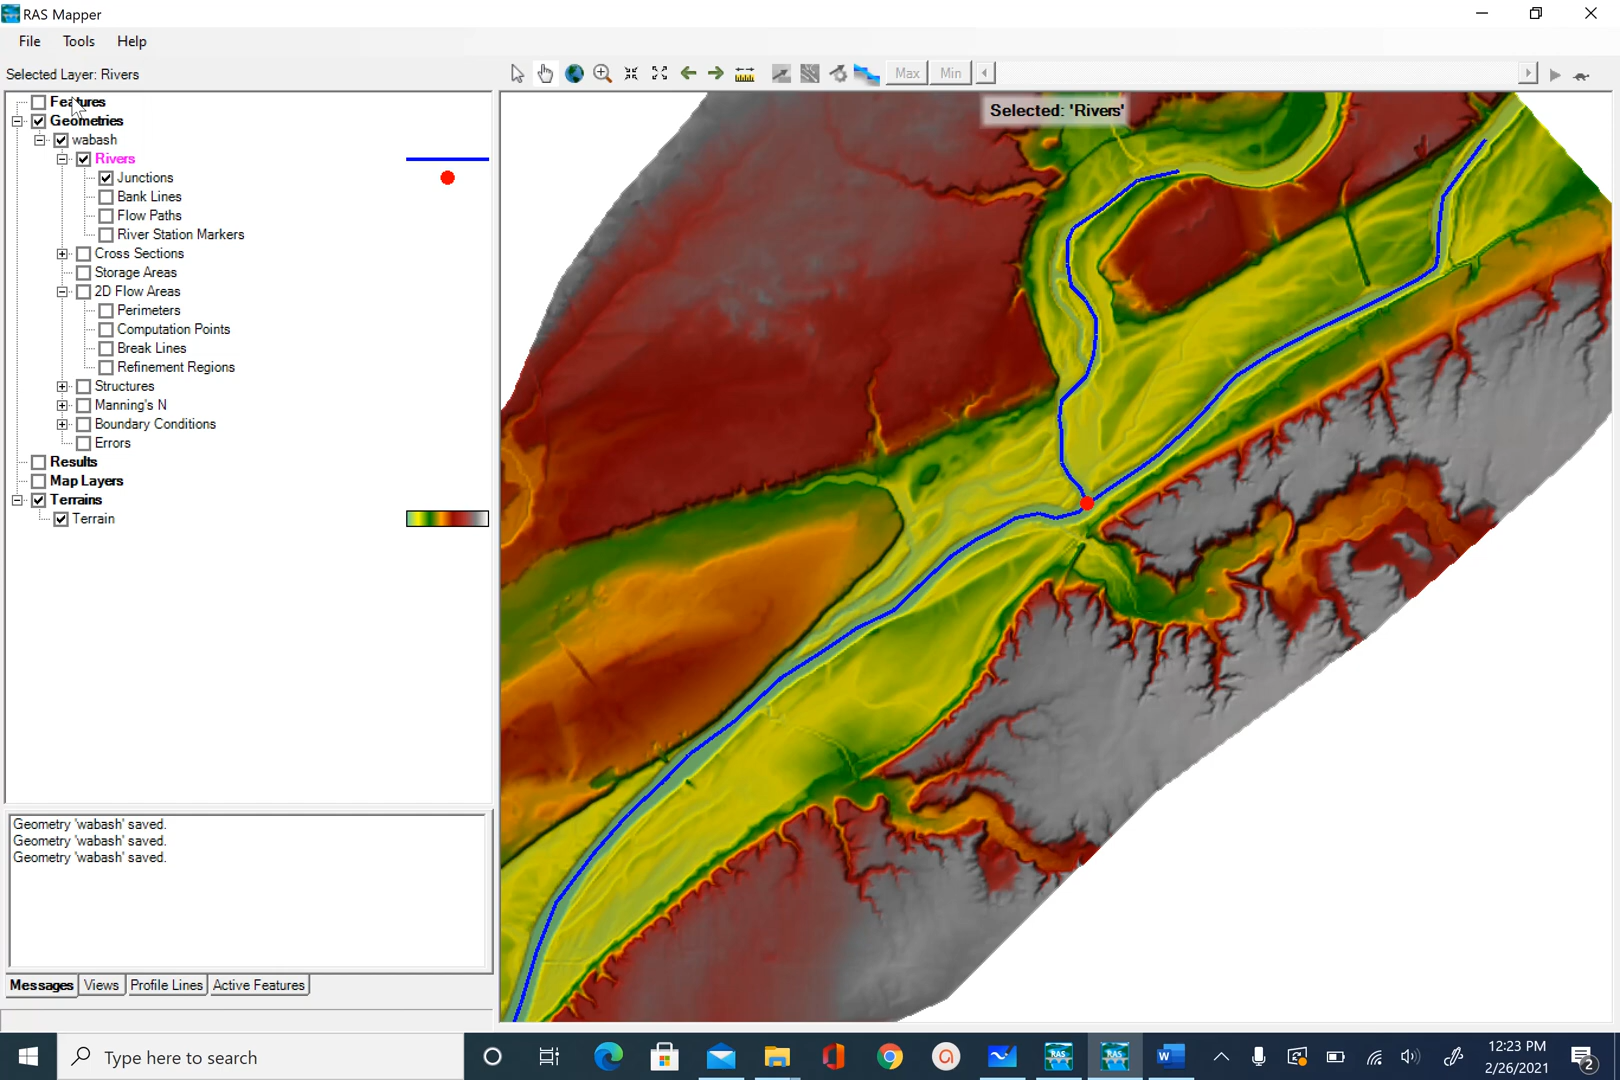 RAS Mapper
File Tools Help
Selected Layer: Rivers
Max Min
Features
Geometries
wabash
Rivers
Junctions
Bank Lines
Flow Paths
River Station Markers
Cross Sections
Storage Areas
2D Flow Areas
Perimeters
Computation Points
Break Lines
Refinement Regions
Structures
Manning's N
Boundary Conditions
Errors
Results
Map Layers
Terrains
Terrain
Selected: 'Rivers'
Geometry 'wabash' saved.
Geometry 'wabash' saved.
Geometry 'wabash' saved.
Messages Views Profile Lines Active Features
Type here to search
RAS
RAS
W
12:23 PM
2/26/2021
2